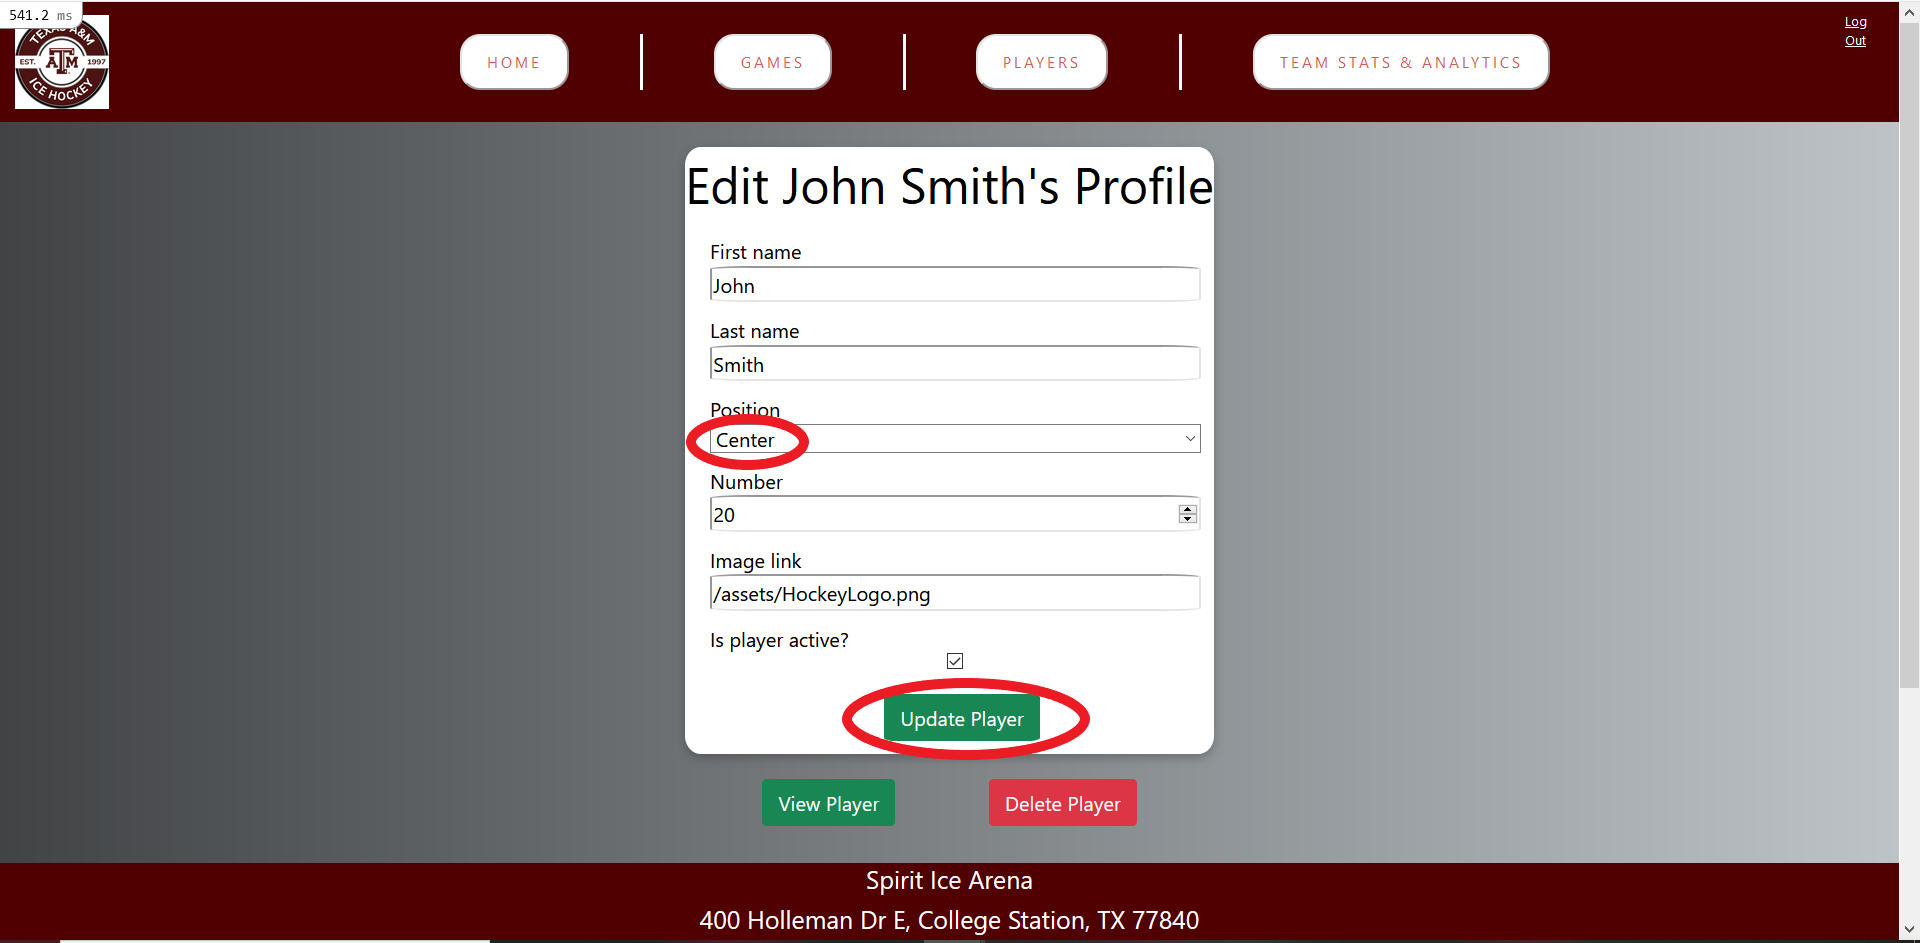 541.2 ms
TEXAS A&M
EST. ATM 1997
ICE HOCKEY
HOME
GAMES
PLAYERS
TEAM STATS & ANALYTICS
Log
Out
Edit John Smith's Profile
First name
John
Last name
Smith
Position
Center
Number
20
Image link
/assets/HockeyLogo.png
Is player active?
Update Player
View Player
Delete Player
Spirit Ice Arena
400 Holleman Dr E, College Station, TX 77840